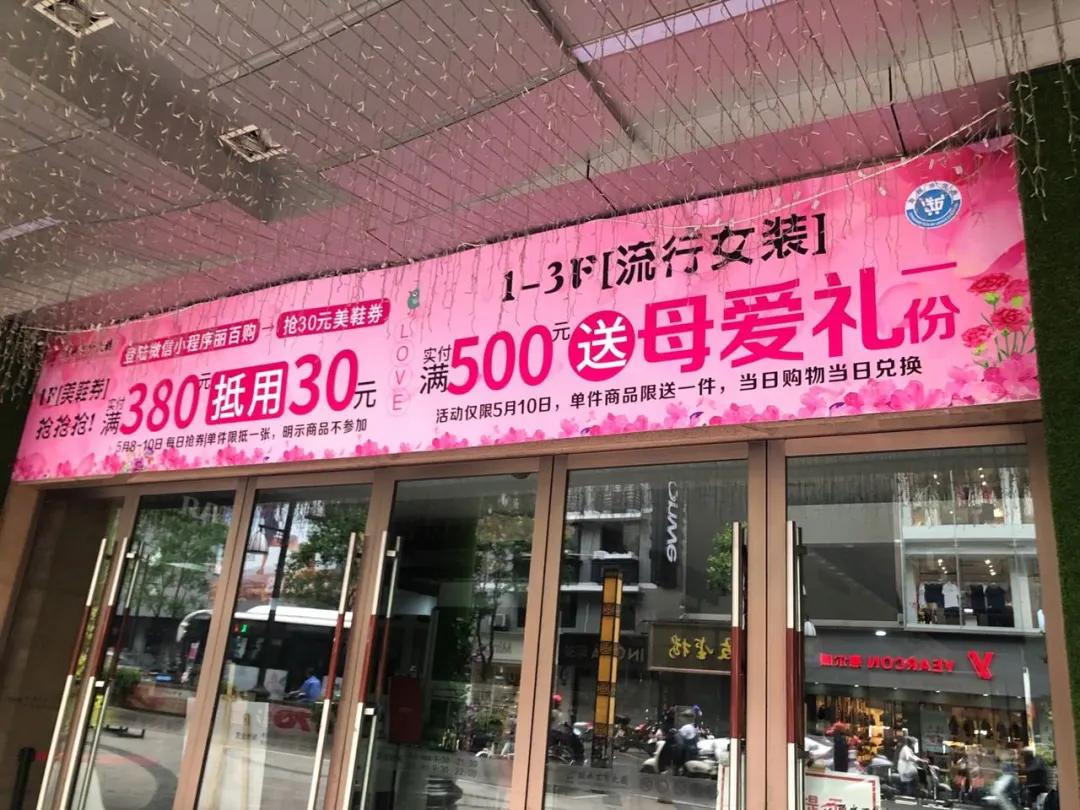 登陆微信小程序丽百购
抢30元美鞋券
1F[美鞋券]
抢抢抢!
实付
满380元抵用30元
5月8-10日 每日抢券|单件限抵一张，明示商品不参加
LOVE
1-3F[流行女装]
实付
满500元送母爱礼一份
活动仅限5月10日，单件商品限送一件，当日购物当日兑换
YEARCON 意尔康